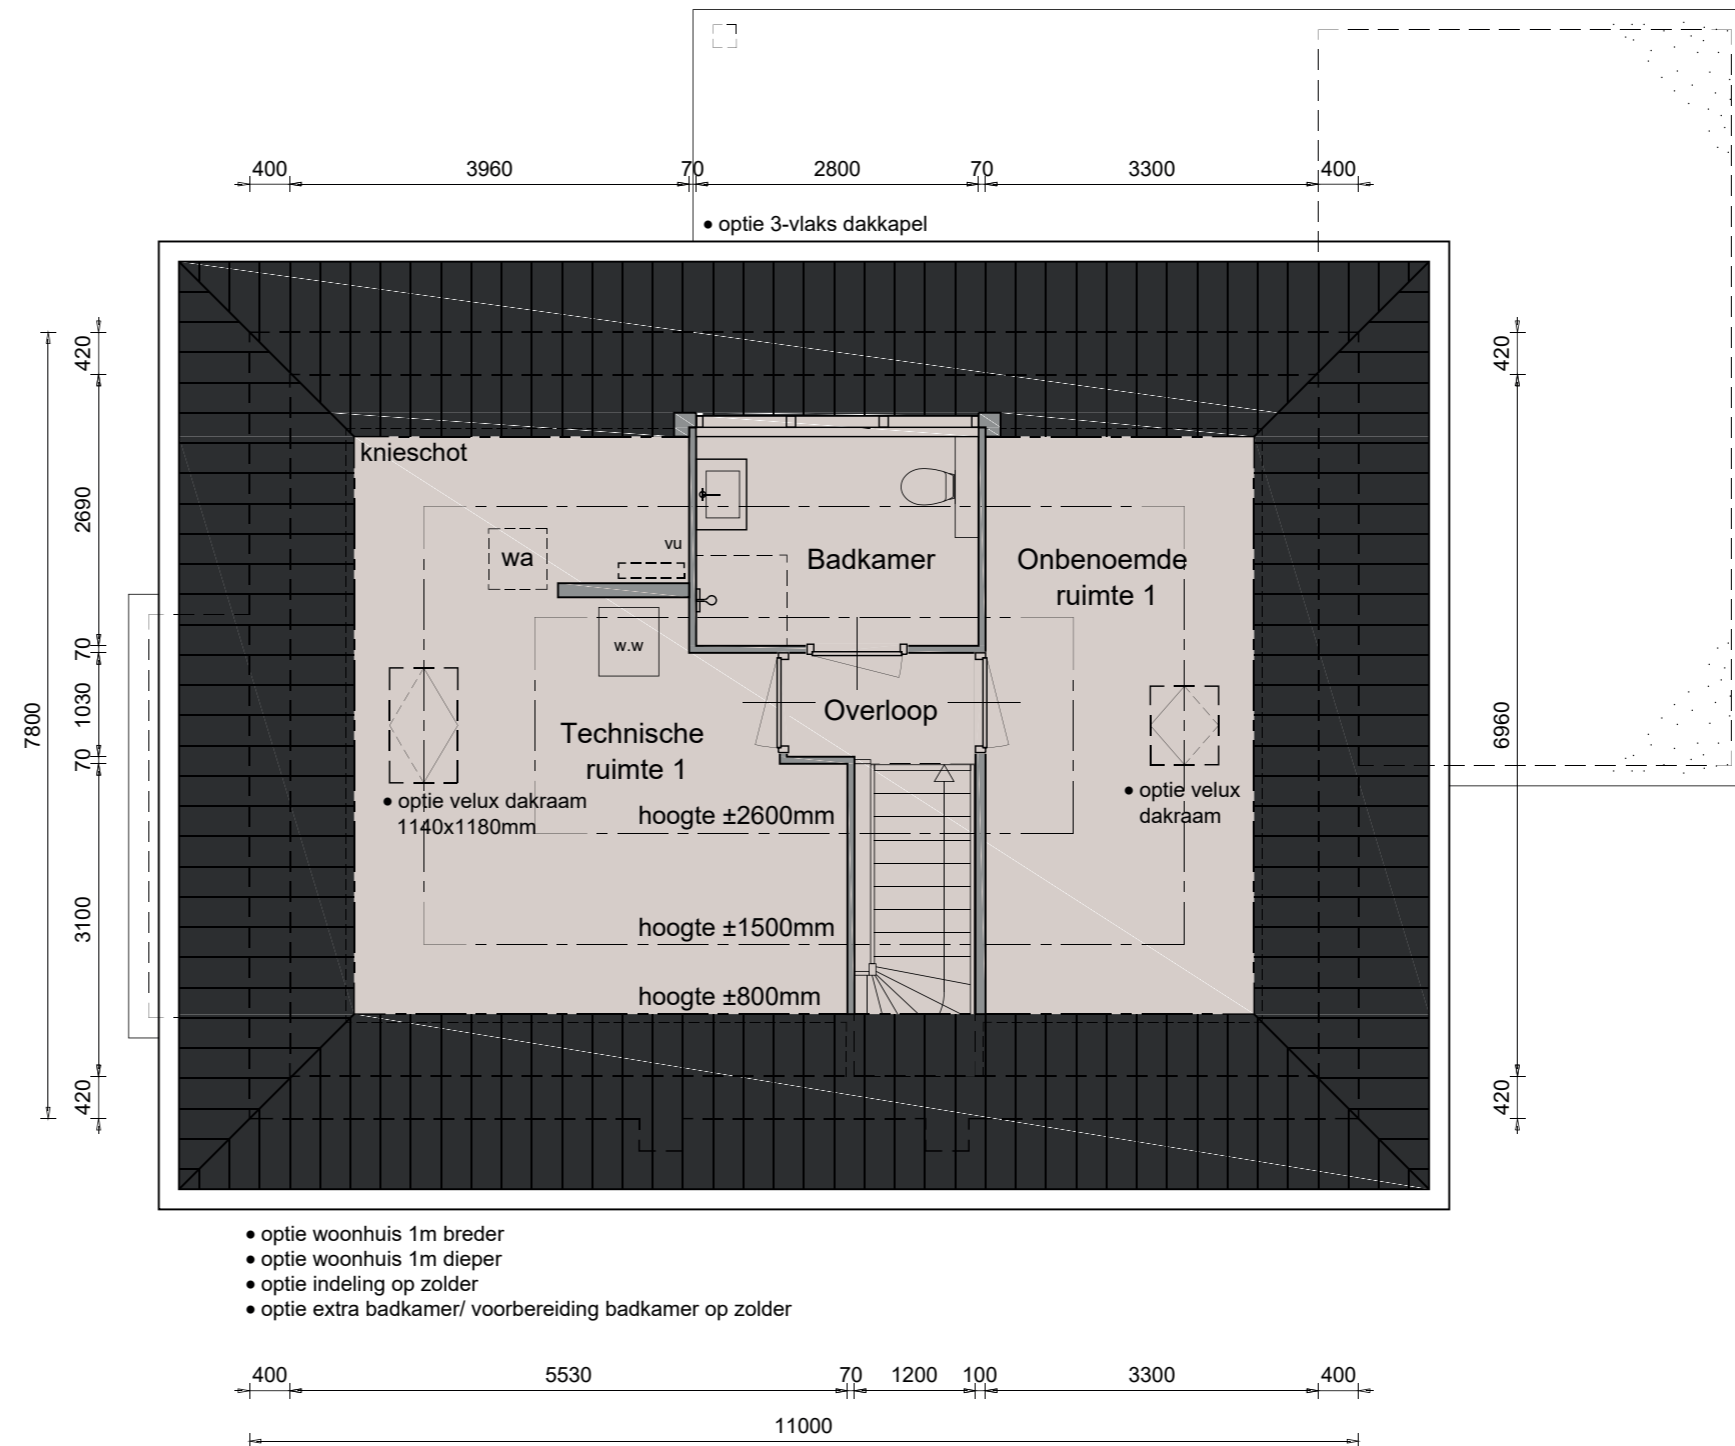 400 3960 70 2800 70 3300 400
• optie 3-vlaks dakkapel
420
420
knieschot
2690
vu
wa
Badkamer
Onbenoemde
ruimte 1
w.w
70
1030
7800
6960
Overloop
Technische
ruimte 1
70
• optie velux dakraam
1140x1180mm
• optie velux
dakraam
hoogte ±2600mm
3100
hoogte ±1500mm
hoogte ±800mm
420
420
• optie woonhuis 1m breder
• optie woonhuis 1m dieper
• optie indeling op zolder
• optie extra badkamer/ voorbereiding badkamer op zolder
400 5530 70 1200 100 3300 400
11000